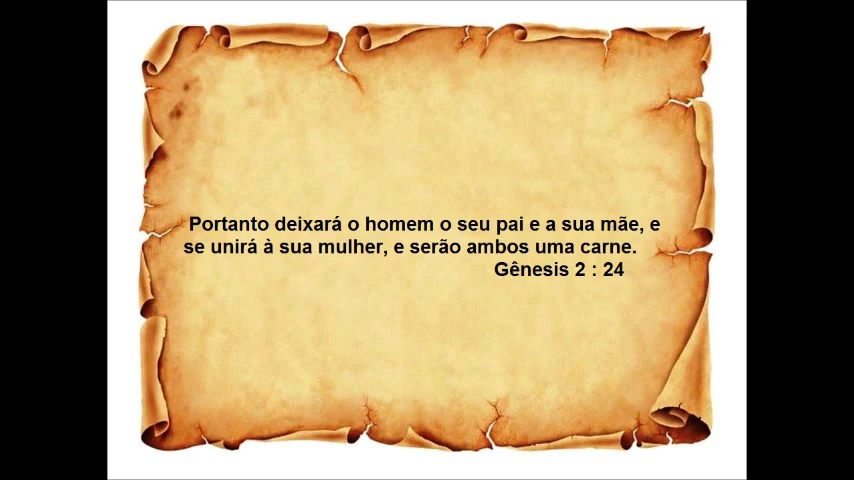 Portanto deixará o homem o seu pai e a sua mãe, e
se unirá à sua mulher, e serão ambos uma carne.
Gênesis 2 : 24